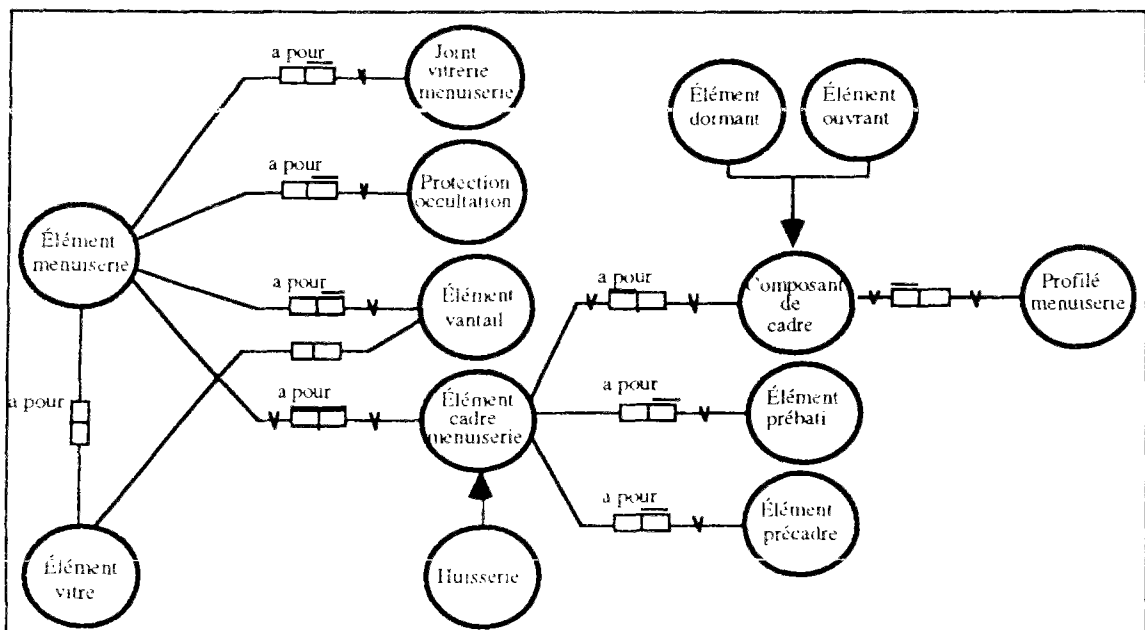 a pour
Joint
vitrerie
menuiserie
Élément
dormant
Élément
ouvrant
a pour
Protection
occultation
Élément
menuiserie
a pour
Élément
vantail
a pour
Composant
de
cadre
Profilé
menuiserie
a pour
a pour
Élément
cadre
menuiserie
a pour
Élément
prébati
a pour
Élément
précadre
Élément
vitre
Huisserie